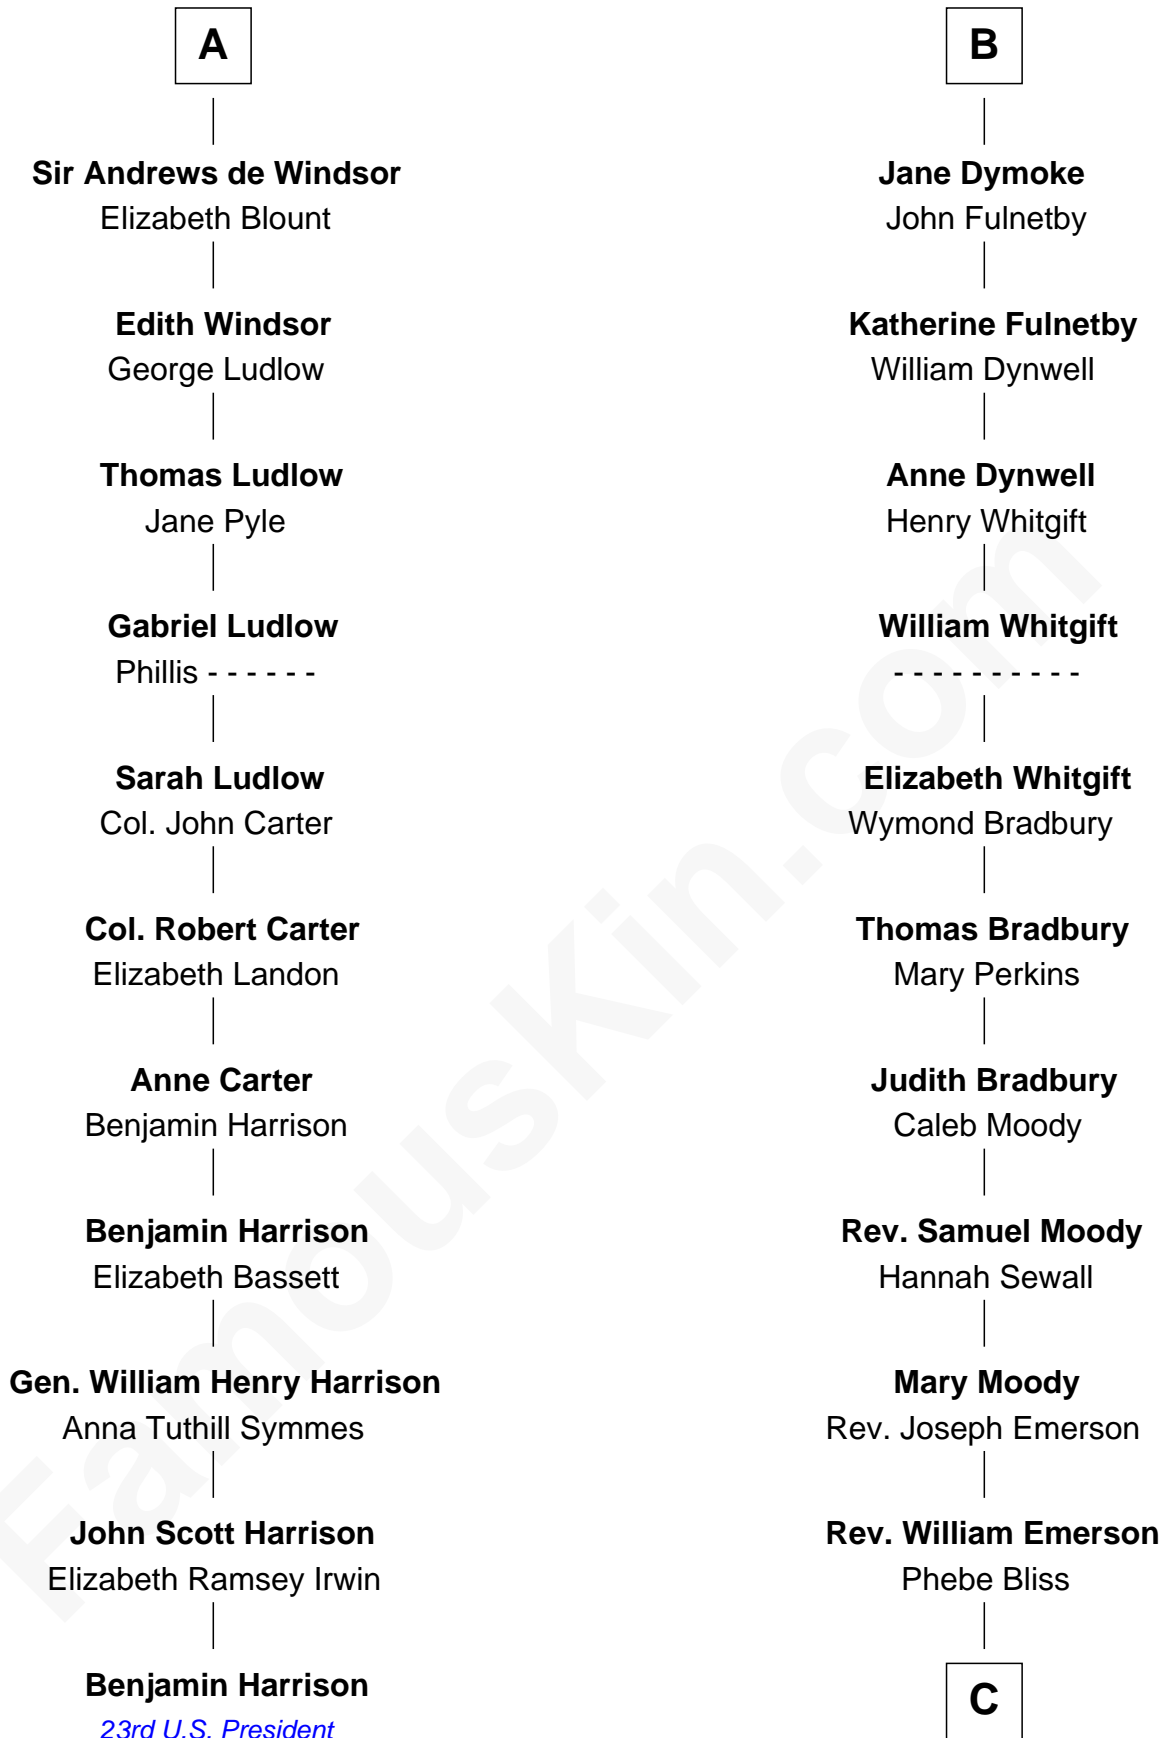 A
Sir Andrews de Windsor
Elizabeth Blount
Edith Windsor
George Ludlow
Thomas Ludlow
Jane Pyle
Gabriel Ludlow
Phillis - - - - - -
Sarah Ludlow
Col. John Carter
Col. Robert Carter
Elizabeth Landon
Anne Carter
Benjamin Harrison
Benjamin Harrison
Elizabeth Bassett
Gen. William Henry Harrison
Anna Tuthill Symmes
John Scott Harrison
Elizabeth Ramsey Irwin
Benjamin Harrison
23rd U.S. President
B
Jane Dymoke
John Fulnetby
Katherine Fulnetby
William Dynwell
Anne Dynwell
Henry Whitgift
William Whitgift
- - - - - - - - - -
Elizabeth Whitgift
Wymond Bradbury
Thomas Bradbury
Mary Perkins
Judith Bradbury
Caleb Moody
Rev. Samuel Moody
Hannah Sewall
Mary Moody
Rev. Joseph Emerson
Rev. William Emerson
Phebe Bliss
C
FamousKin.com